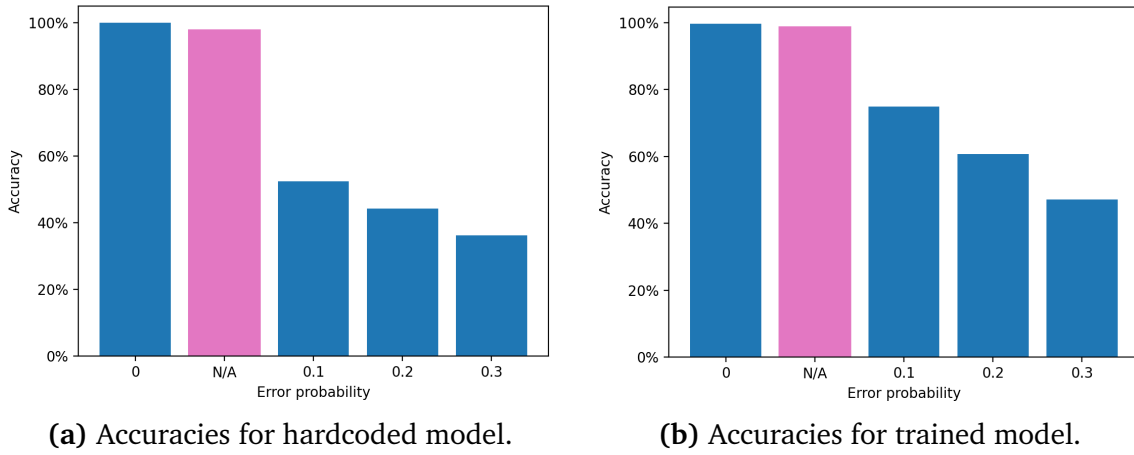 100%
80%
60%
40%
20%
0%
Accuracy
0 N/A 0.1 0.2 0.3
Error probability
(a) Accuracies for hardcoded model.
100%
80%
60%
40%
20%
0%
Accuracy
0 N/A 0.1 0.2 0.3
Error probability
(b) Accuracies for trained model.